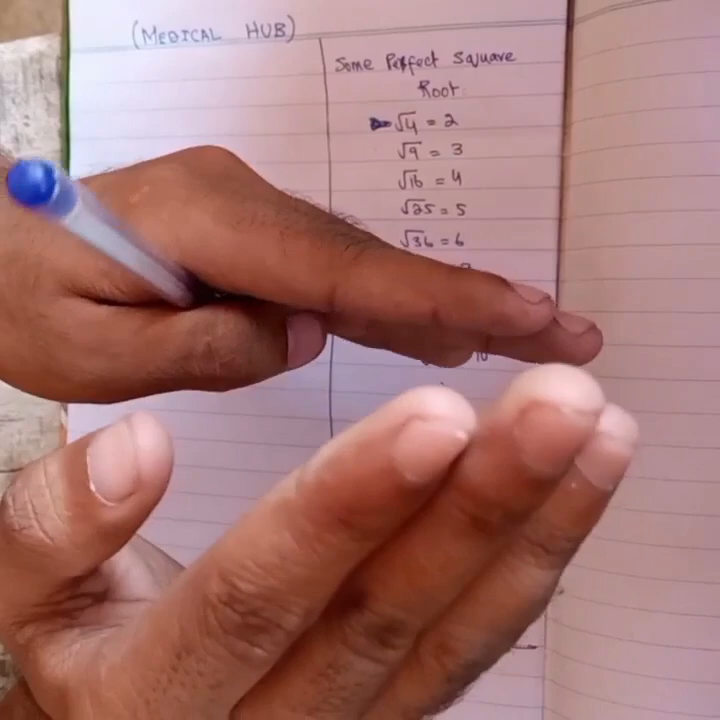 (MEDICAL HUB)
Some Perfect Square
Root
√4 = 2
√9 = 3
√16 = 4
√25 = 5
√36 = 6